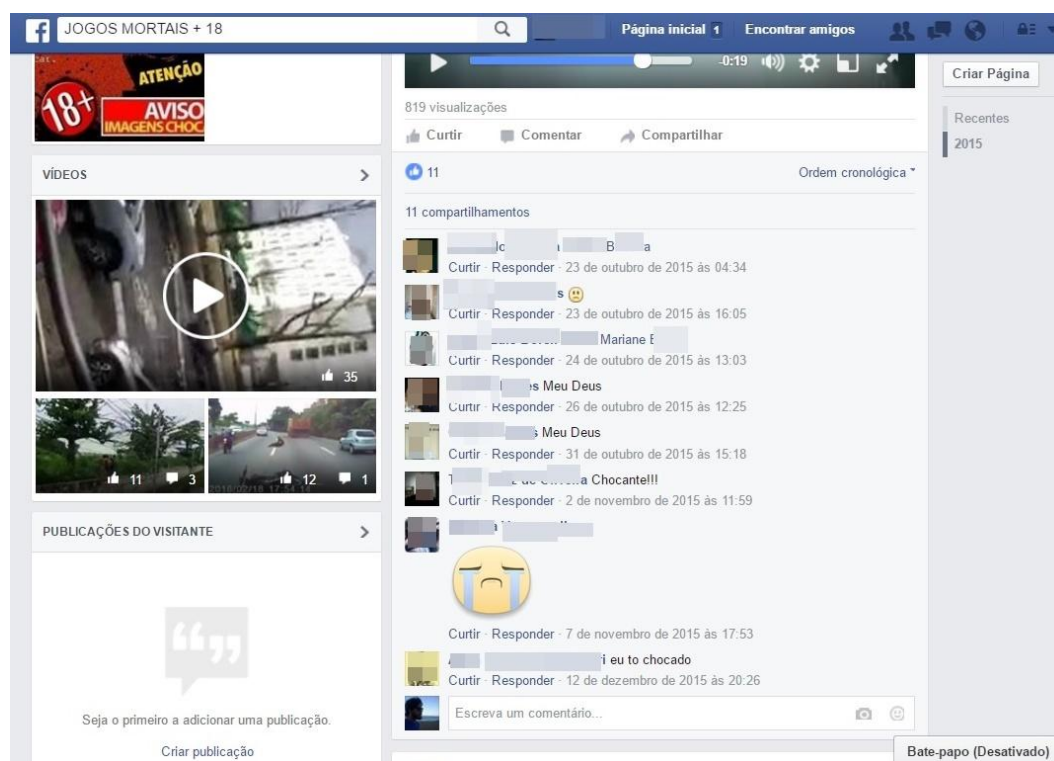 JOGOS MORTAIS + 18
Página inicial 1 Encontrar amigos
ATENÇÃO
18+
AVISO
IMAGENS CHOC
VÍDEOS
35
11 3
12 1
2016/02/18 17:54:14
PUBLICAÇÕES DO VISITANTE
Seja o primeiro a adicionar uma publicação.
Criar publicação
-0:19
819 visualizações
Curtir Comentar Compartilhar
11 Ordem cronológica
11 compartilhamentos
Curtir · Responder · 23 de outubro de 2015 às 04:34
Curtir · Responder · 23 de outubro de 2015 às 16:05
Mariane
Curtir · Responder · 24 de outubro de 2015 às 13:03
Meu Deus
Curtir · Responder · 26 de outubro de 2015 às 12:25
Meu Deus
Curtir · Responder · 31 de outubro de 2015 às 15:18
Chocante!!!
Curtir · Responder · 2 de novembro de 2015 às 11:59
Curtir · Responder · 7 de novembro de 2015 às 17:53
eu to chocado
Curtir · Responder · 12 de dezembro de 2015 às 20:26
Escreva um comentário...
Criar Página
Recentes
2015
Bate-papo (Desativado)